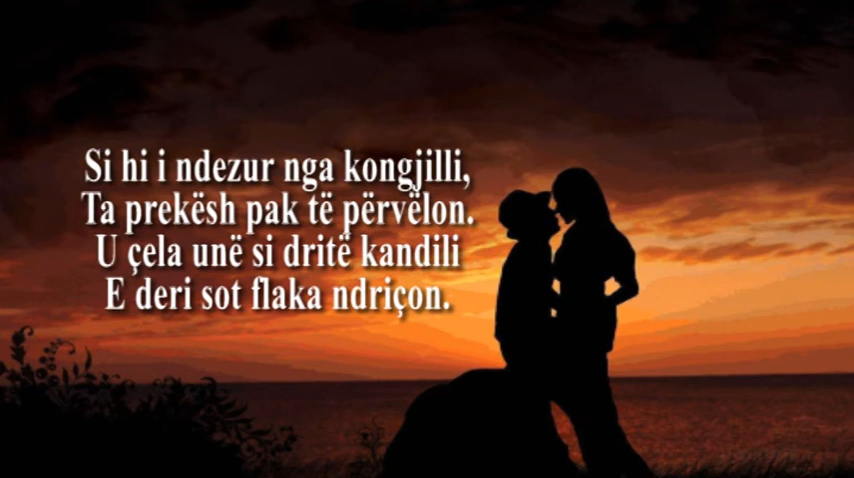 Si hi i ndezur nga kongjilli,
Ta prekësh pak të përvëlon.
U çela unë si dritë kandili
E deri sot flaka ndriçon.